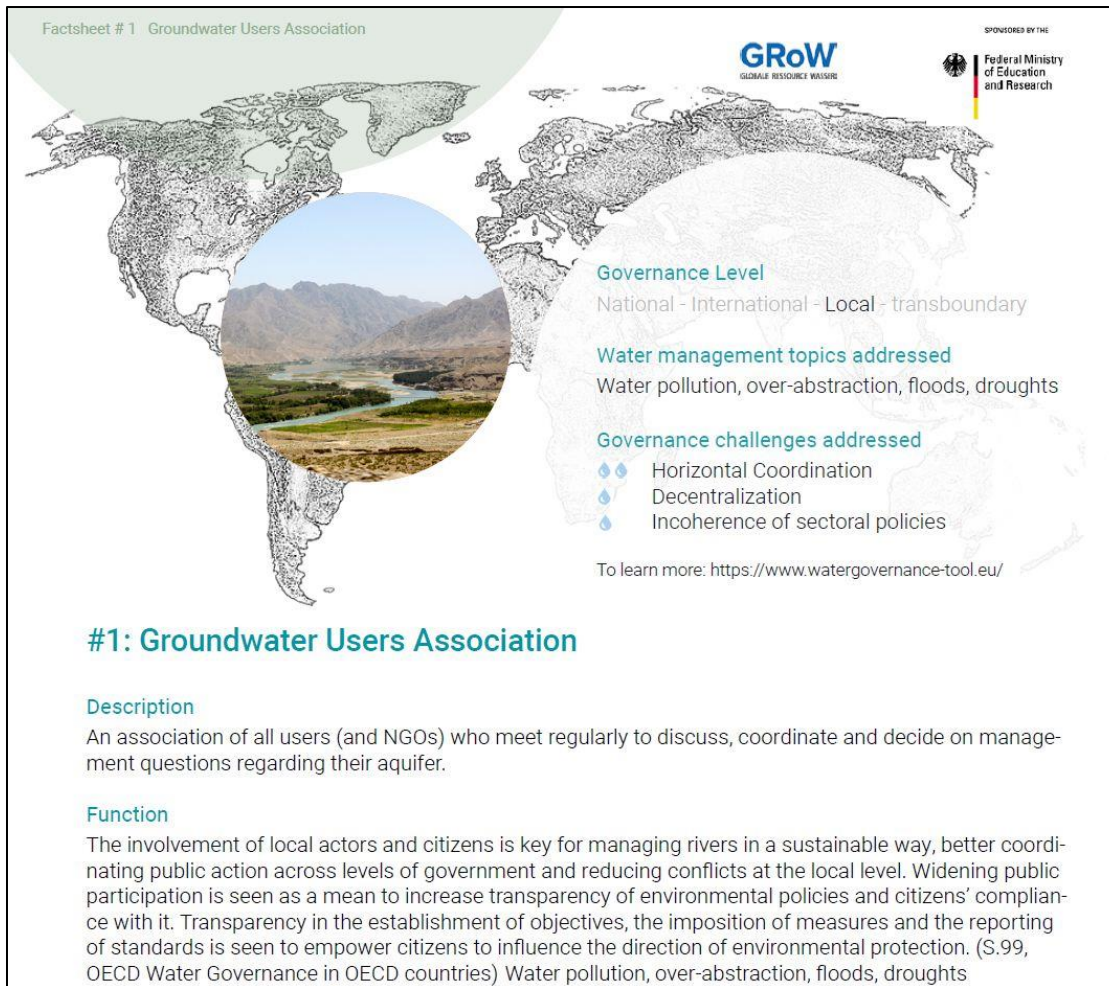 Factsheet # 1 Groundwater Users Association
GRoW
GLOBALE RESSOURCE WASSER
SPONSORED BY THE
Federal Ministry
of Education
and Research
Governance Level
National - International - Local - transboundary
Water management topics addressed
Water pollution, over-abstraction, floods, droughts
Governance challenges addressed
Horizontal Coordination
Decentralization
Incoherence of sectoral policies
To learn more: https://www.watergovernance-tool.eu/
#1: Groundwater Users Association
Description
An association of all users (and NGOs) who meet regularly to discuss, coordinate and decide on manage-
ment questions regarding their aquifer.
Function
The involvement of local actors and citizens is key for managing rivers in a sustainable way, better coordi-
nating public action across levels of government and reducing conflicts at the local level. Widening public
participation is seen as a mean to increase transparency of environmental policies and citizens' complian-
ce with it. Transparency in the establishment of objectives, the imposition of measures and the reporting
of standards is seen to empower citizens to influence the direction of environmental protection. (S.99,
OECD Water Governance in OECD countries) Water pollution, over-abstraction, floods, droughts